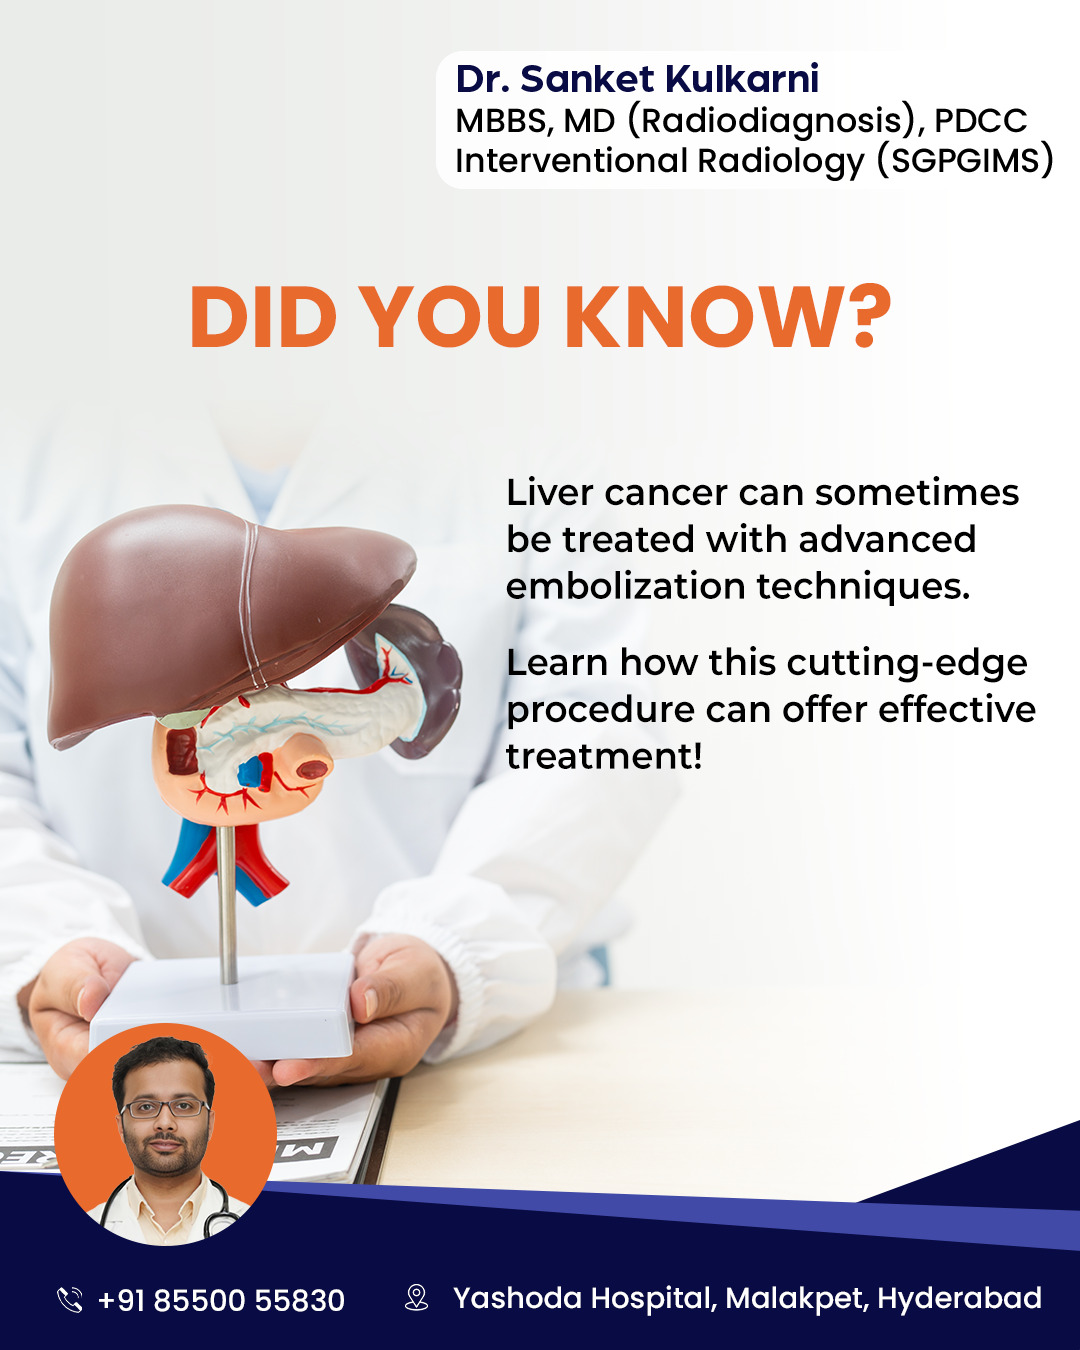 Dr. Sanket Kulkarni
MBBS, MD (Radiodiagnosis), PDCC
Interventional Radiology (SGPGIMS)
DID YOU KNOW?
Liver cancer can sometimes
be treated with advanced
embolization techniques.
Learn how this cutting-edge
procedure can offer effective
treatment!
+91 85500 55830
Yashoda Hospital, Malakpet, Hyderabad